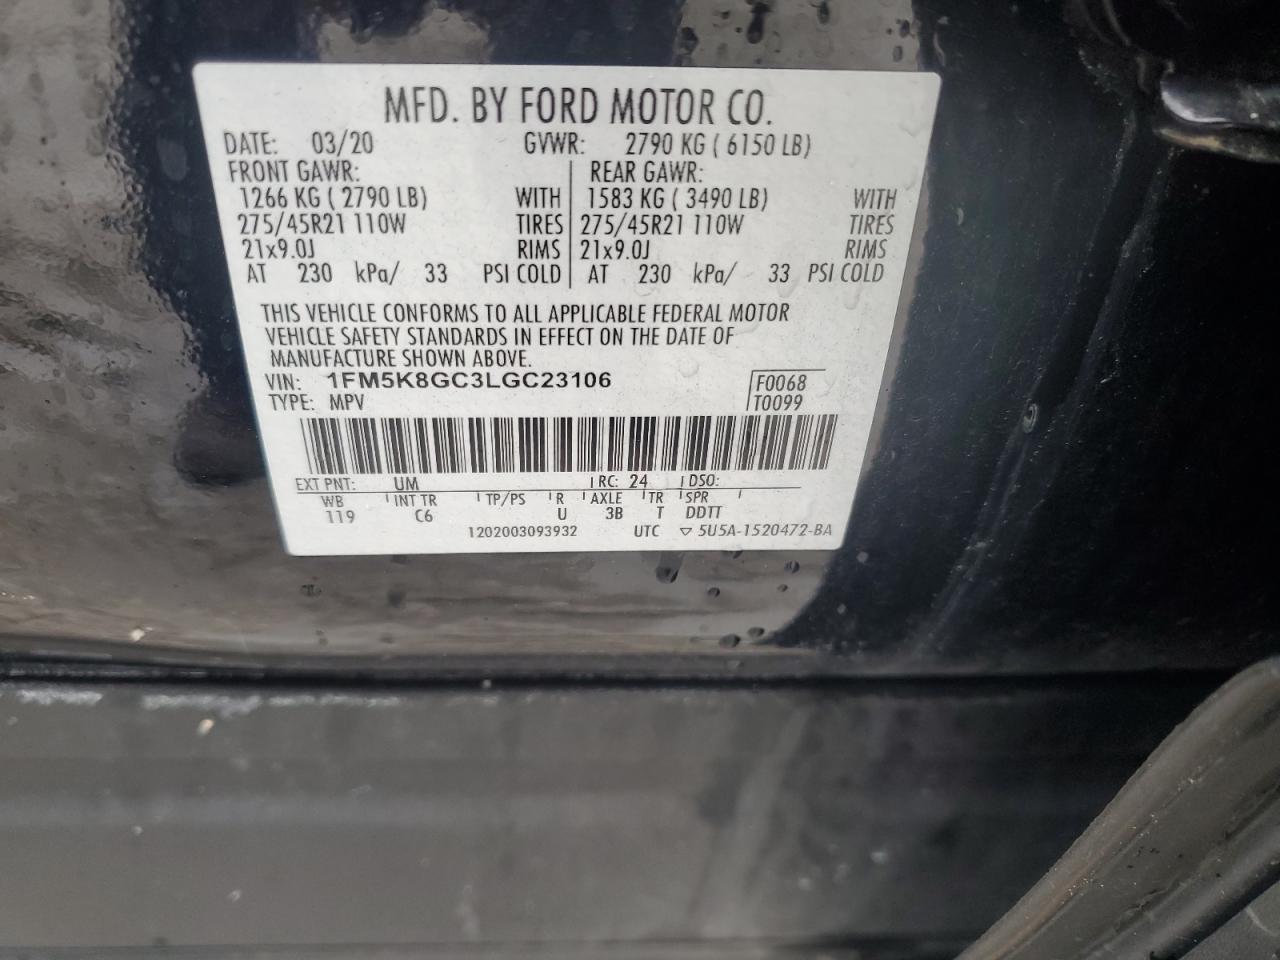 MFD. BY FORD MOTOR CO.
DATE: 03/20 GVWR: 2790 KG ( 6150 LB)
FRONT GAWR: REAR GAWR:
1266 KG ( 2790 LB) WITH 1583 KG ( 3490 LB) WITH
275/45R21 110W TIRES 275/45R21 110W TIRES
21x9.0J RIMS 21x9.0J RIMS
AT 230 kPa/ 33 PSI COLD AT 230 kPa/ 33 PSI COLD
THIS VEHICLE CONFORMS TO ALL APPLICABLE FEDERAL MOTOR
VEHICLE SAFETY STANDARDS IN EFFECT ON THE DATE OF
MANUFACTURE SHOWN ABOVE.
VIN: 1FM5K8GC3LGC23106 F0068
TYPE: MPV T0099
EXT PNT: UM RC: 24 DSO:
WB INT TR TP/PS R AXLE TR SPR
119 C6 U 3B T DDTT
1202003093932 UTC ▽ 5U5A-1520472-BA